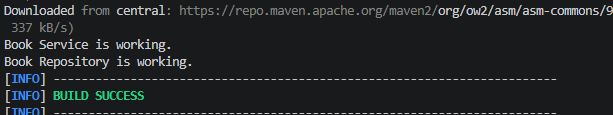 Downloaded from central: https://repo.maven.apache.org/maven2/org/ow2/asm/asm-commons/9
337 kB/s)
Book Service is working.
Book Repository is working.
[INFO] ------------------------------------------------------------------------
[INFO] BUILD SUCCESS
[INFO] ------------------------------------------------------------------------